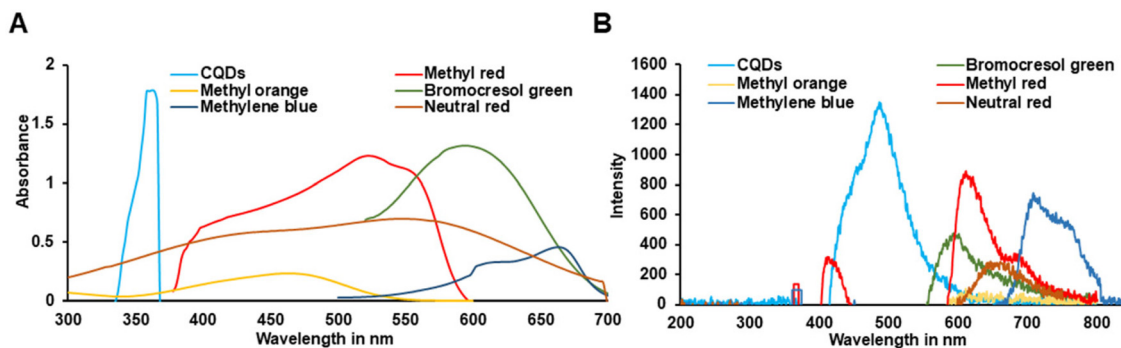 A
B
Absorbance
2
1.5
1
0.5
0
300 350 400 450 500 550 600 650 700
Wavelength in nm
CQDs
Methyl red
Methyl orange
Bromocresol green
Methylene blue
Neutral red
Intensity
1600
1400
1200
1000
800
600
400
200
0
200 300 400 500 600 700 800
Wavelength in nm
CQDs
Bromocresol green
Methyl orange
Methyl red
Methylene blue
Neutral red